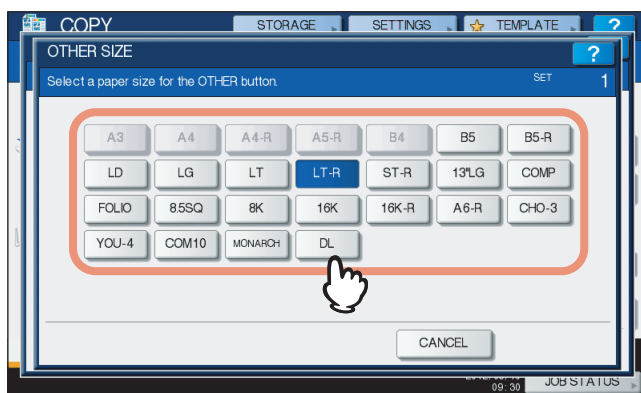 COPY STORAGE SETTINGS TEMPLATE ?
OTHER SIZE ?
Select a paper size for the OTHER button. SET 1
A3 A4 A4-R A5-R B4 B5 B5-R
LD LG LT LT-R ST-R 13"LG COMP
FOLIO 8.5SQ 8K 16K 16K-R A6-R CHO-3
YOU-4 COM10 MONARCH DL
CANCEL
09:30 JOB STATUS